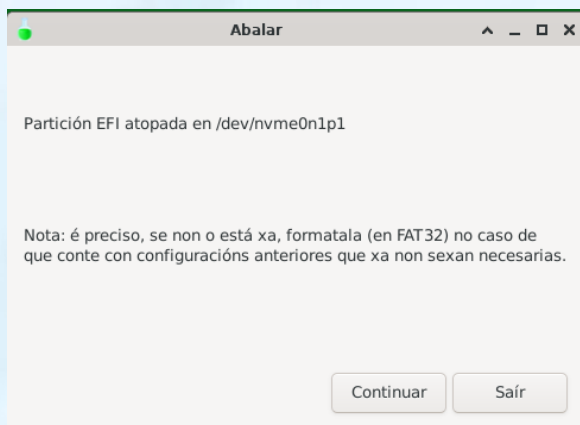 Abalar
Partición EFI atopada en /dev/nvme0n1p1
Nota: é preciso, se non o está xa, formatala (en FAT32) no caso de
que conte con configuracións anteriores que xa non sexan necesarias.
Continuar
Saír